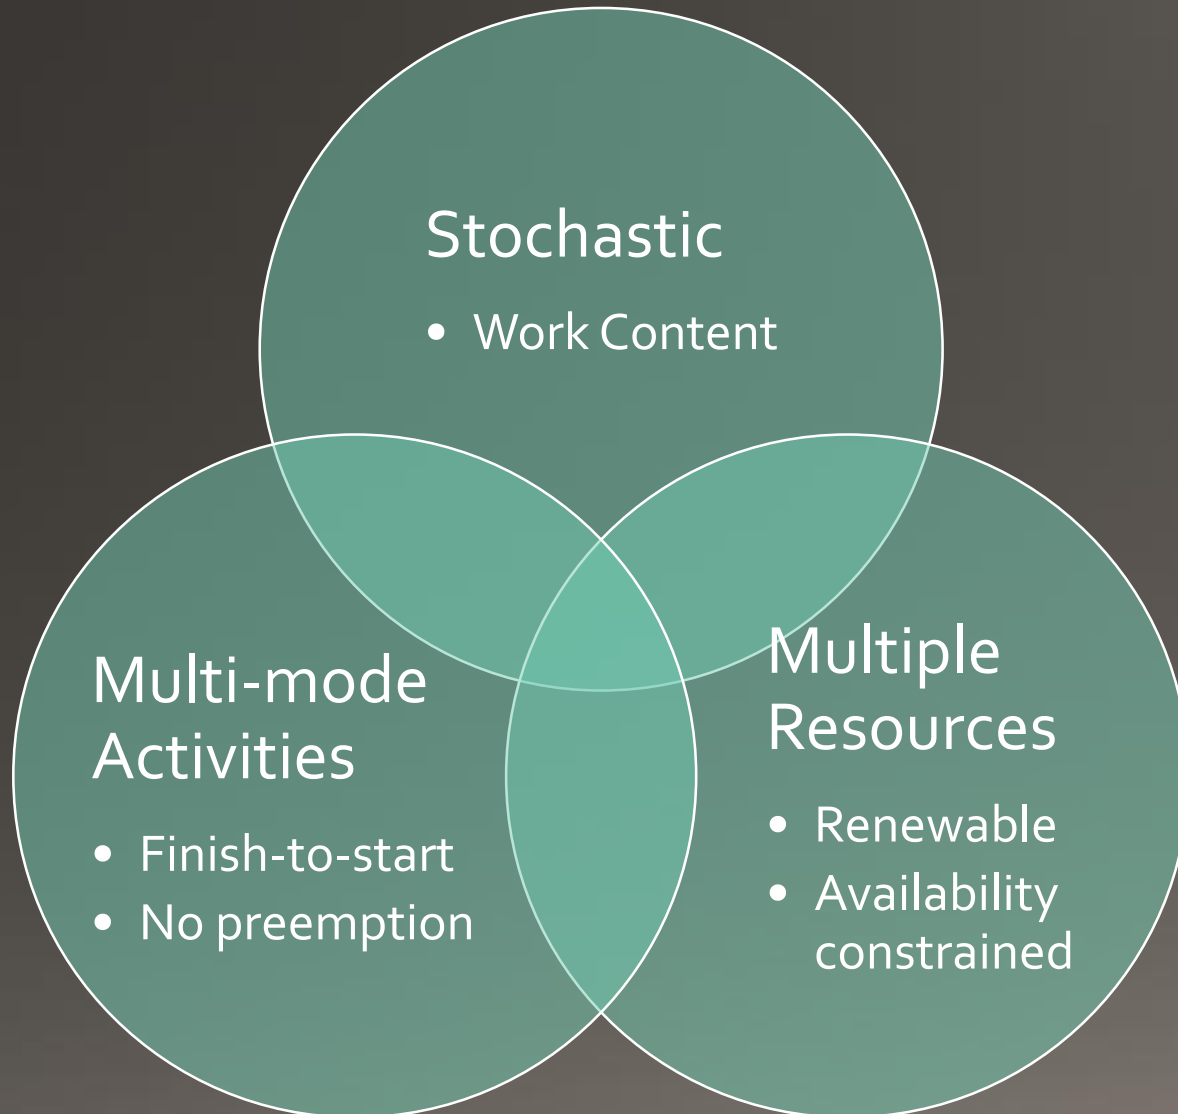 Stochastic
• Work Content
Multi-mode
Activities
• Finish-to-start
• No preemption
Multiple
Resources
• Renewable
• Availability
constrained